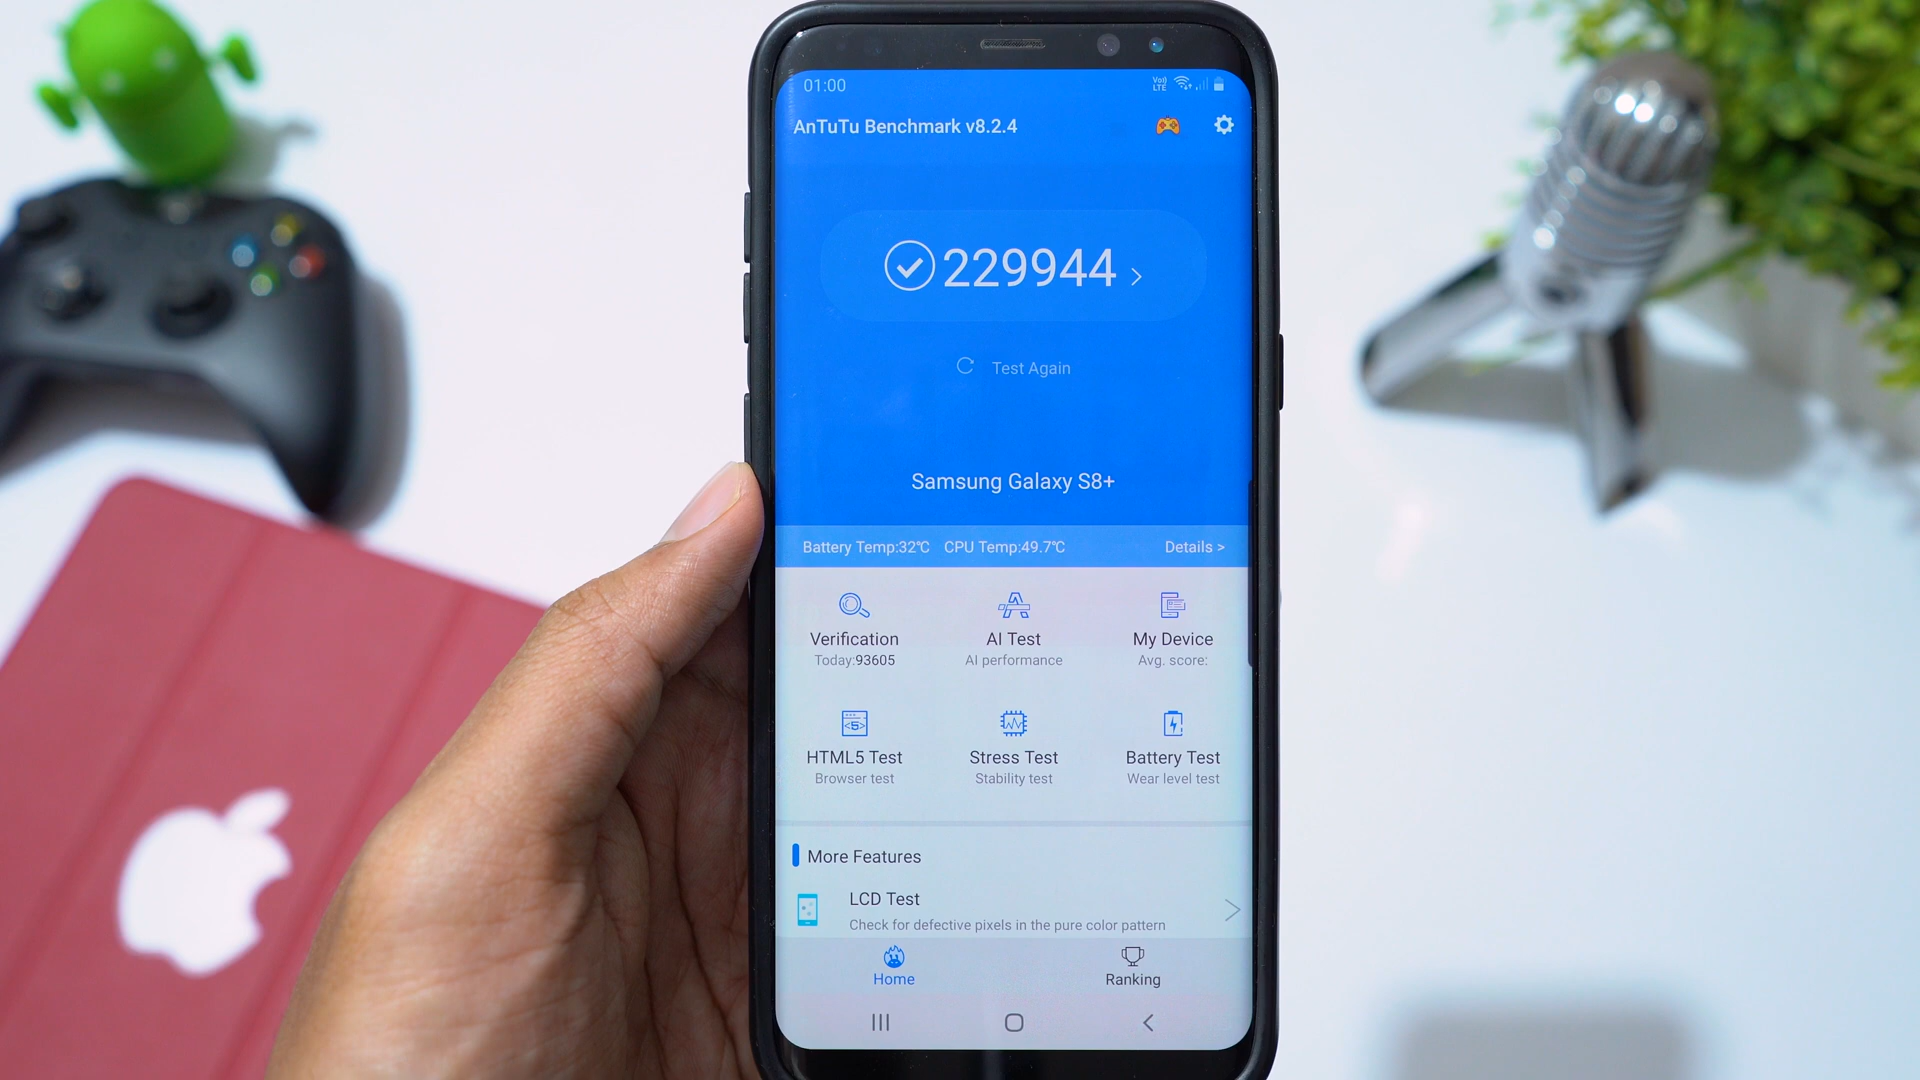 01:00
Vo)) LTE
AnTuTu Benchmark v8.2.4
229944 >
Test Again
Samsung Galaxy S8+
Battery Temp:32℃ CPU Temp:49.7℃ Details >
Verification AI Test My Device
Today:93605 AI performance Avg. score:
HTML5 Test Stress Test Battery Test
Browser test Stability test Wear level test
More Features
LCD Test
Check for defective pixels in the pure color pattern
Home Ranking